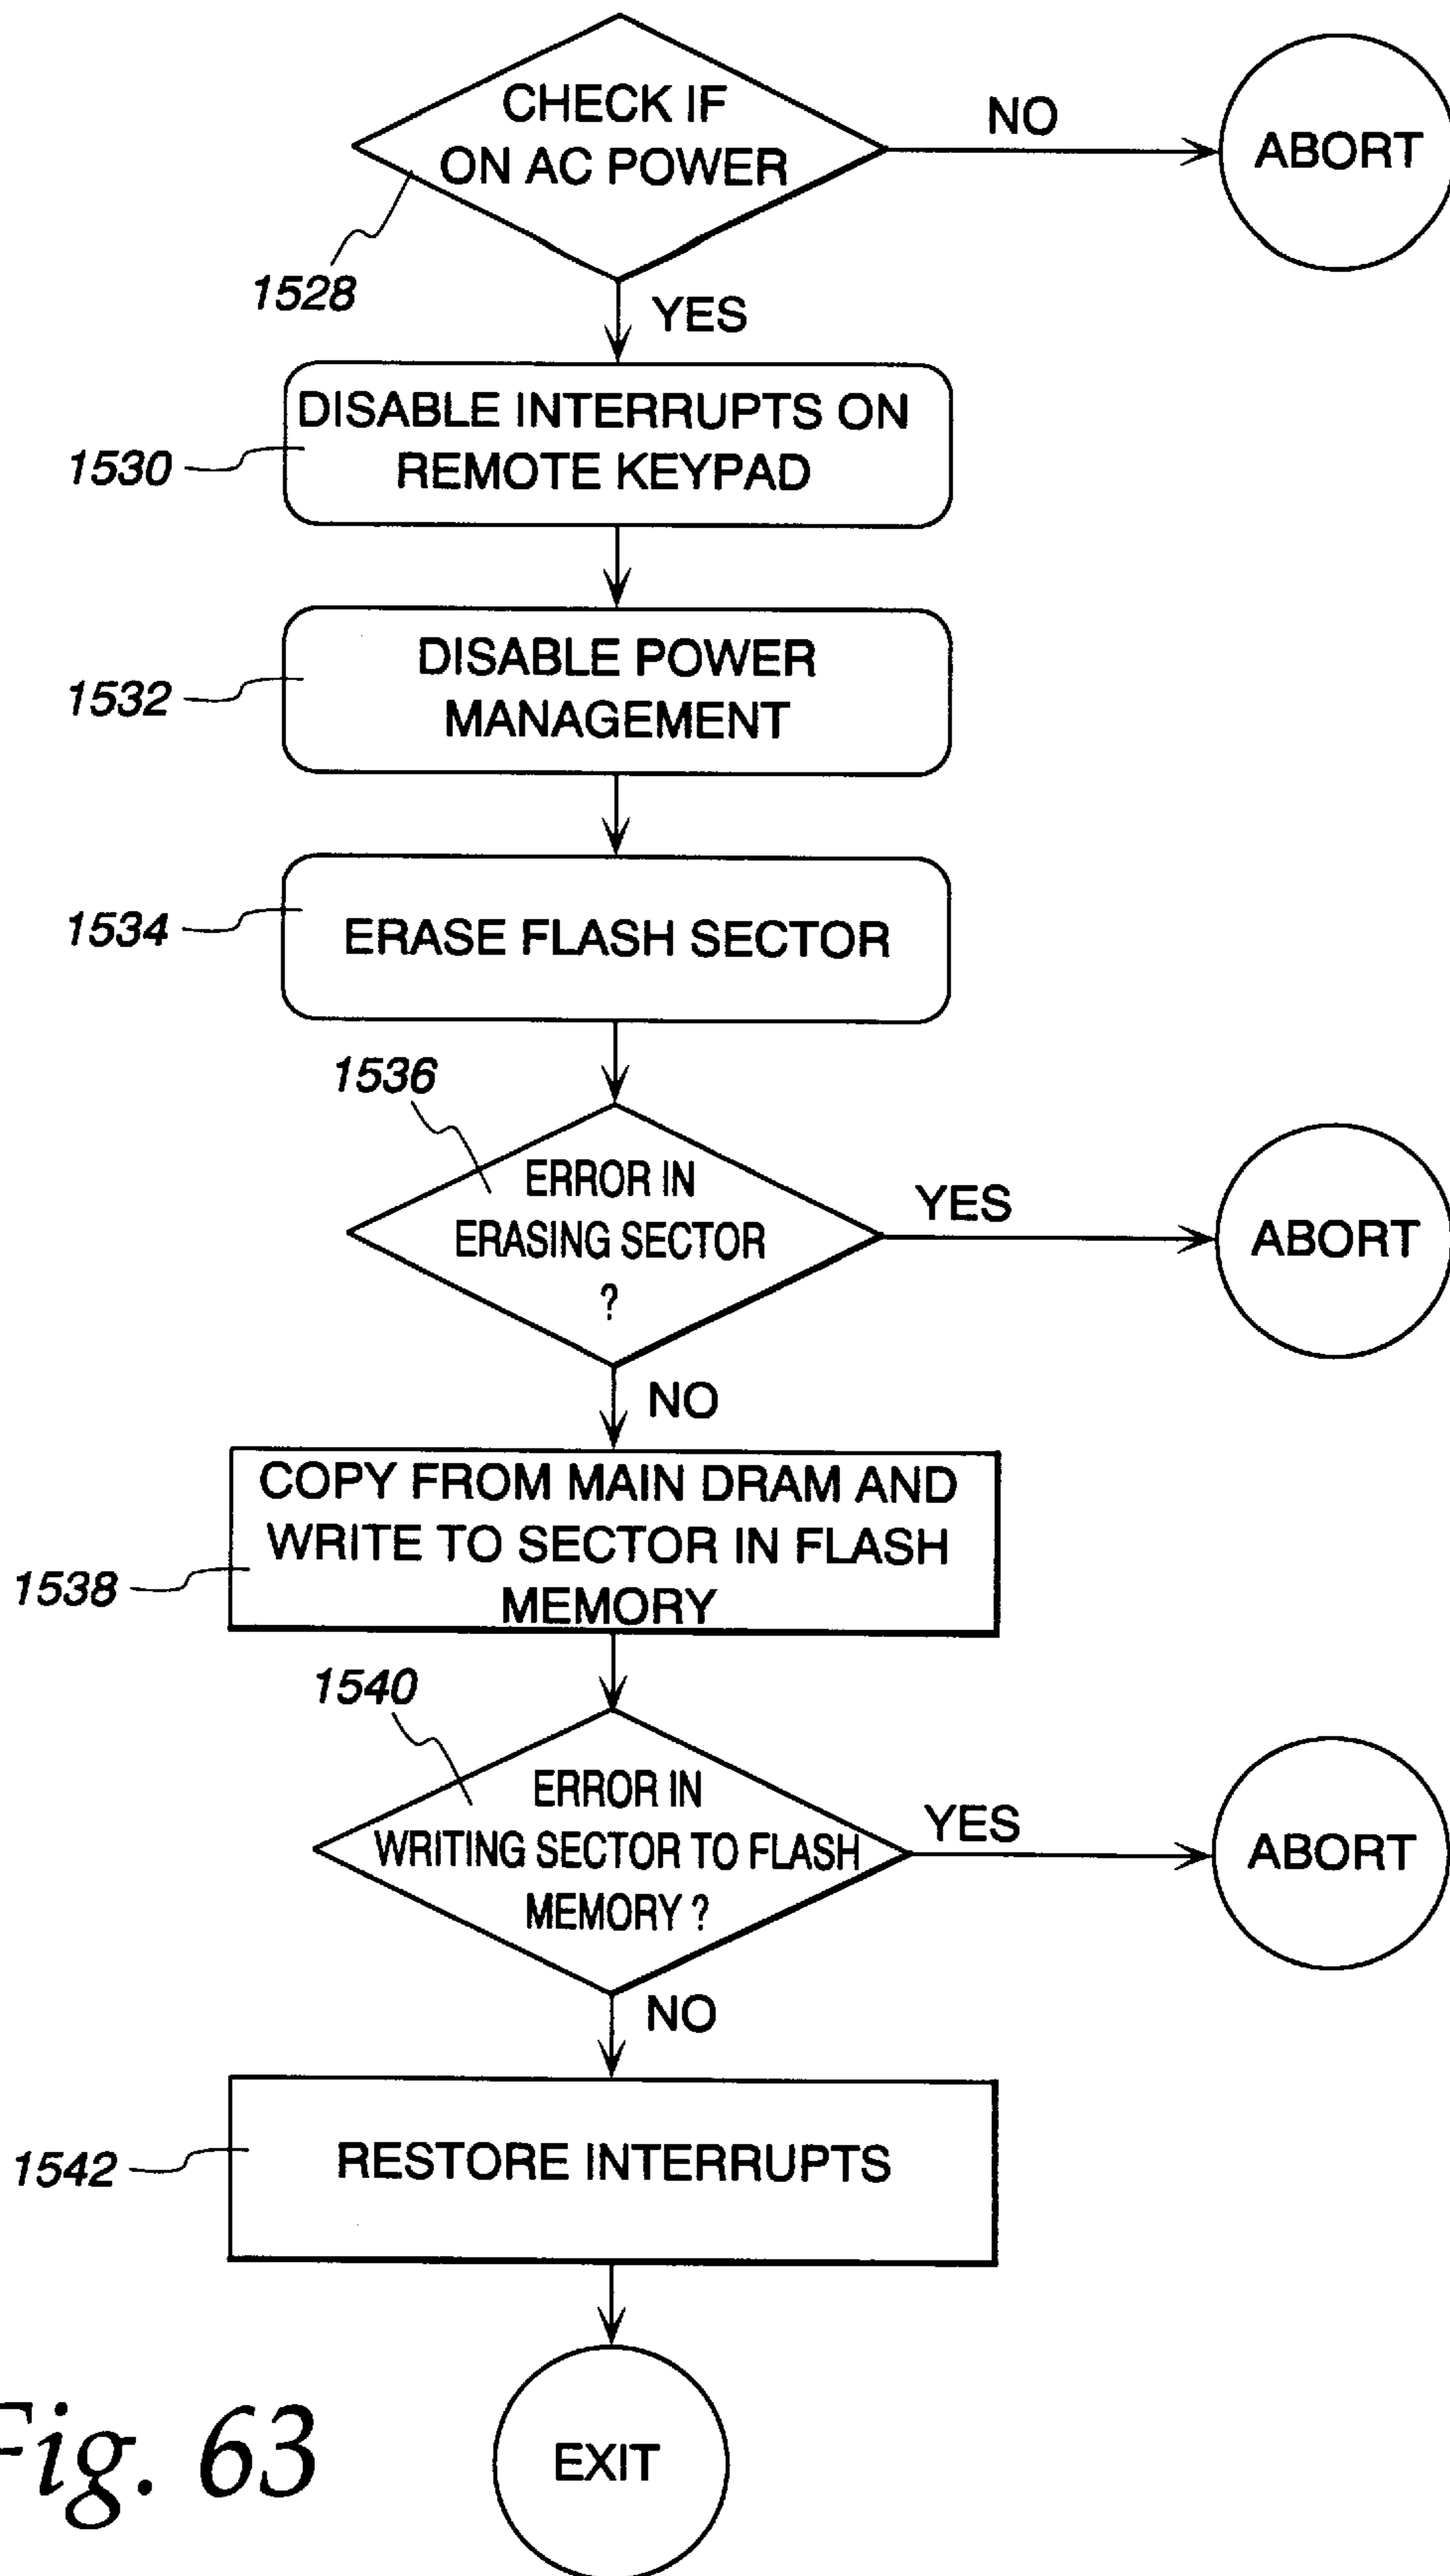 CHECK IF
ON AC POWER
NO
ABORT
1528
YES
DISABLE INTERRUPTS ON
REMOTE KEYPAD
1530
DISABLE POWER
MANAGEMENT
1532
ERASE FLASH SECTOR
1534
1536
ERROR IN
ERASING SECTOR
?
YES
ABORT
NO
COPY FROM MAIN DRAM AND
WRITE TO SECTOR IN FLASH
MEMORY
1538
1540
ERROR IN
WRITING SECTOR TO FLASH
MEMORY ?
YES
ABORT
NO
RESTORE INTERRUPTS
1542
EXIT
Fig. 63